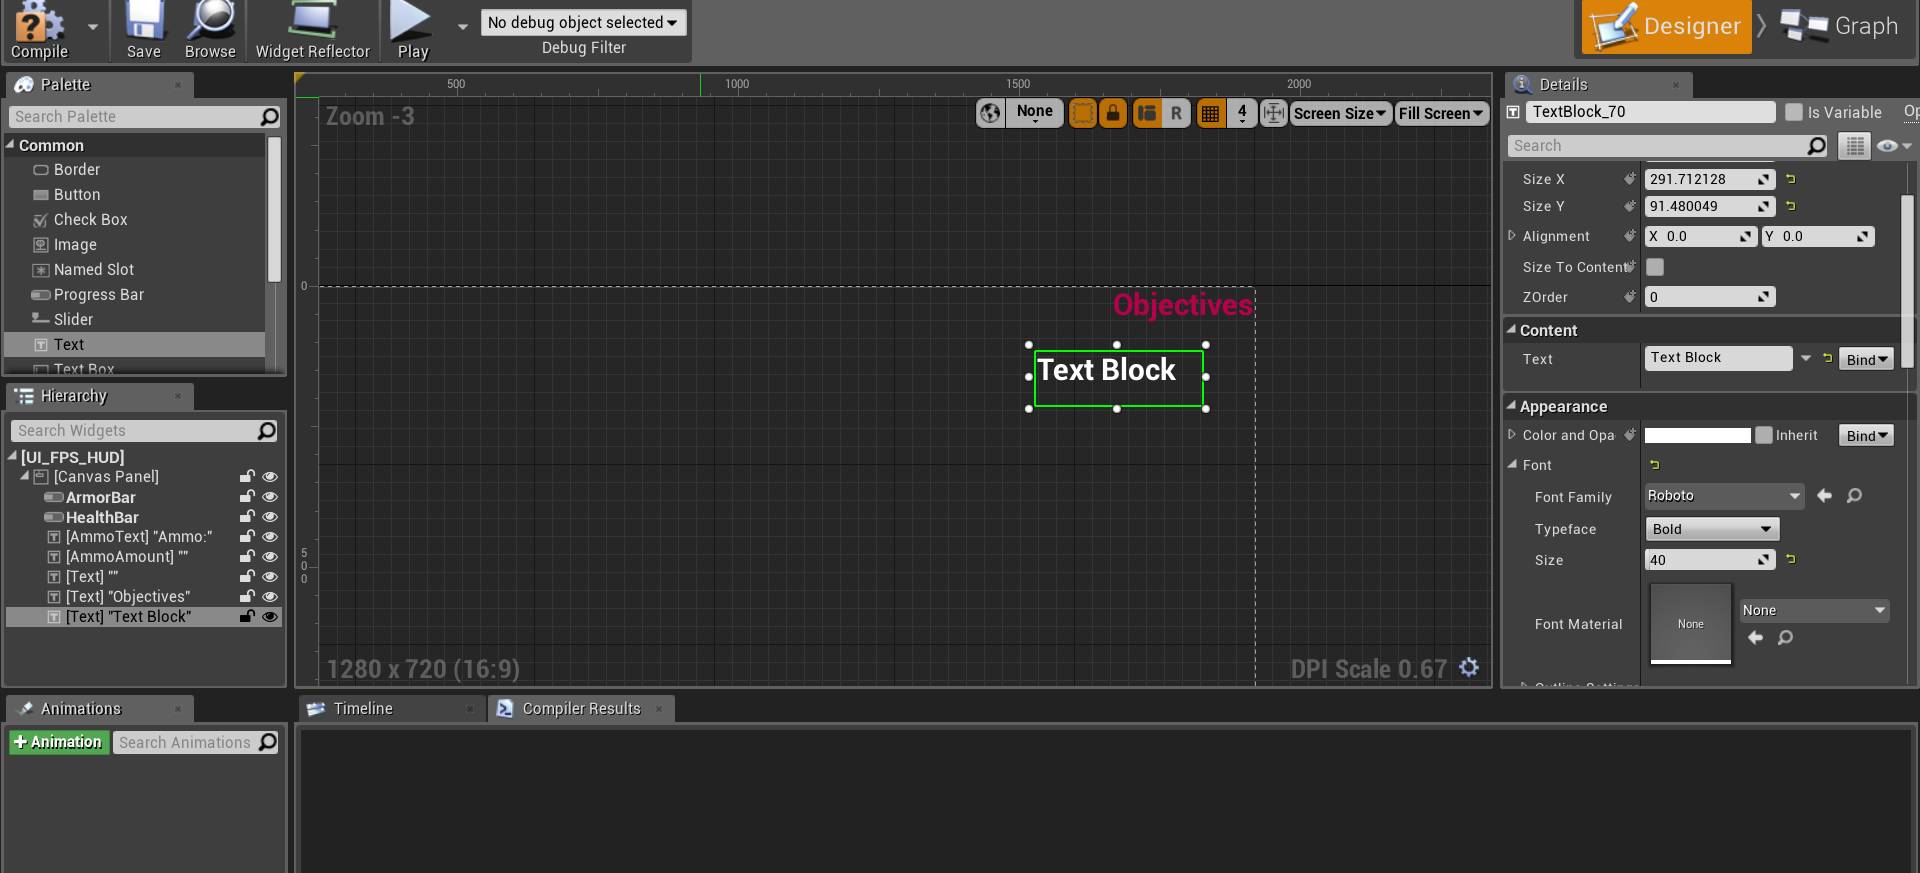 Compile
Save
Browse
Widget Reflector
Play
No debug object selected
Debug Filter
Designer
Graph
Palette
Search Palette
Common
Border
Button
Check Box
Image
Named Slot
Progress Bar
Slider
Text
Text Box
Hierarchy
Search Widgets
[UI_FPS_HUD]
[Canvas Panel]
ArmorBar
HealthBar
[AmmoText] "Ammo:"
[AmmoAmount] ""
[Text] ""
[Text] "Objectives"
[Text] "Text Block"
Animations
+ Animation
Search Animations
500 1000 1500 2000
Zoom -3
None
R
4
Screen Size
Fill Screen
0
Objectives
Text Block
500
1280 x 720 (16:9)
DPI Scale 0.67
Timeline
Compiler Results
Details
TextBlock_70
Is Variable
Op
Search
Size X 291.712128
Size Y 91.480049
Alignment X 0.0 Y 0.0
Size To Content
ZOrder 0
Content
Text Text Block Bind
Appearance
Color and Opa Inherit Bind
Font
Font Family Roboto
Typeface Bold
Size 40
Font Material None None
Outline Settings